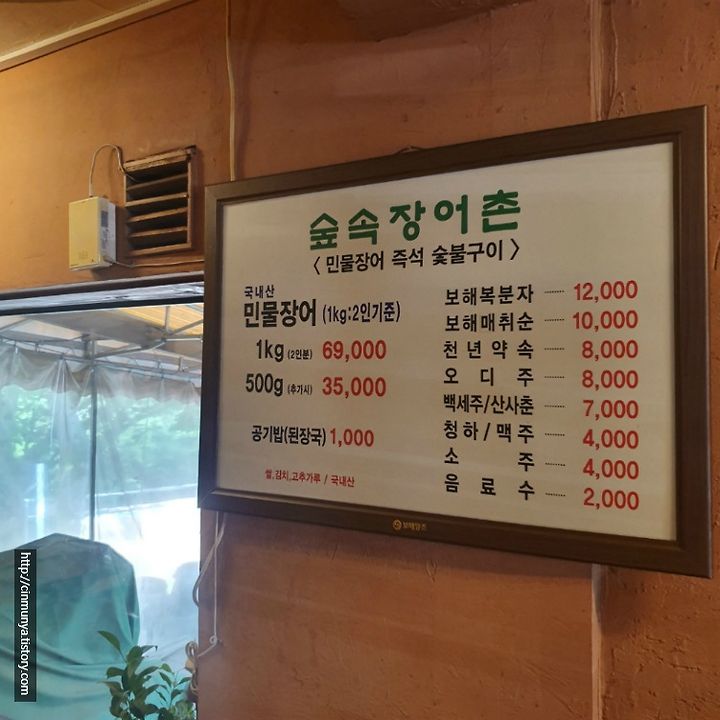 숲속장어촌
< 민물장어 즉석 숯불구이 >
국내산
민물장어 (1kg:2인기준)
1kg (2인분) 69,000
500g (추가시) 35,000
공기밥(된장국) 1,000
쌀,김치,고추가루 / 국내산
보해복분자 ······ 12,000
보해매취순 ······ 10,000
천년약속 ······ 8,000
오디주 ······ 8,000
백세주/산사춘 ······ 7,000
청하/맥주 ······ 4,000
소주 ······ 4,000
음료수 ······ 2,000
보해양조
http://cinmunya.tistory.com